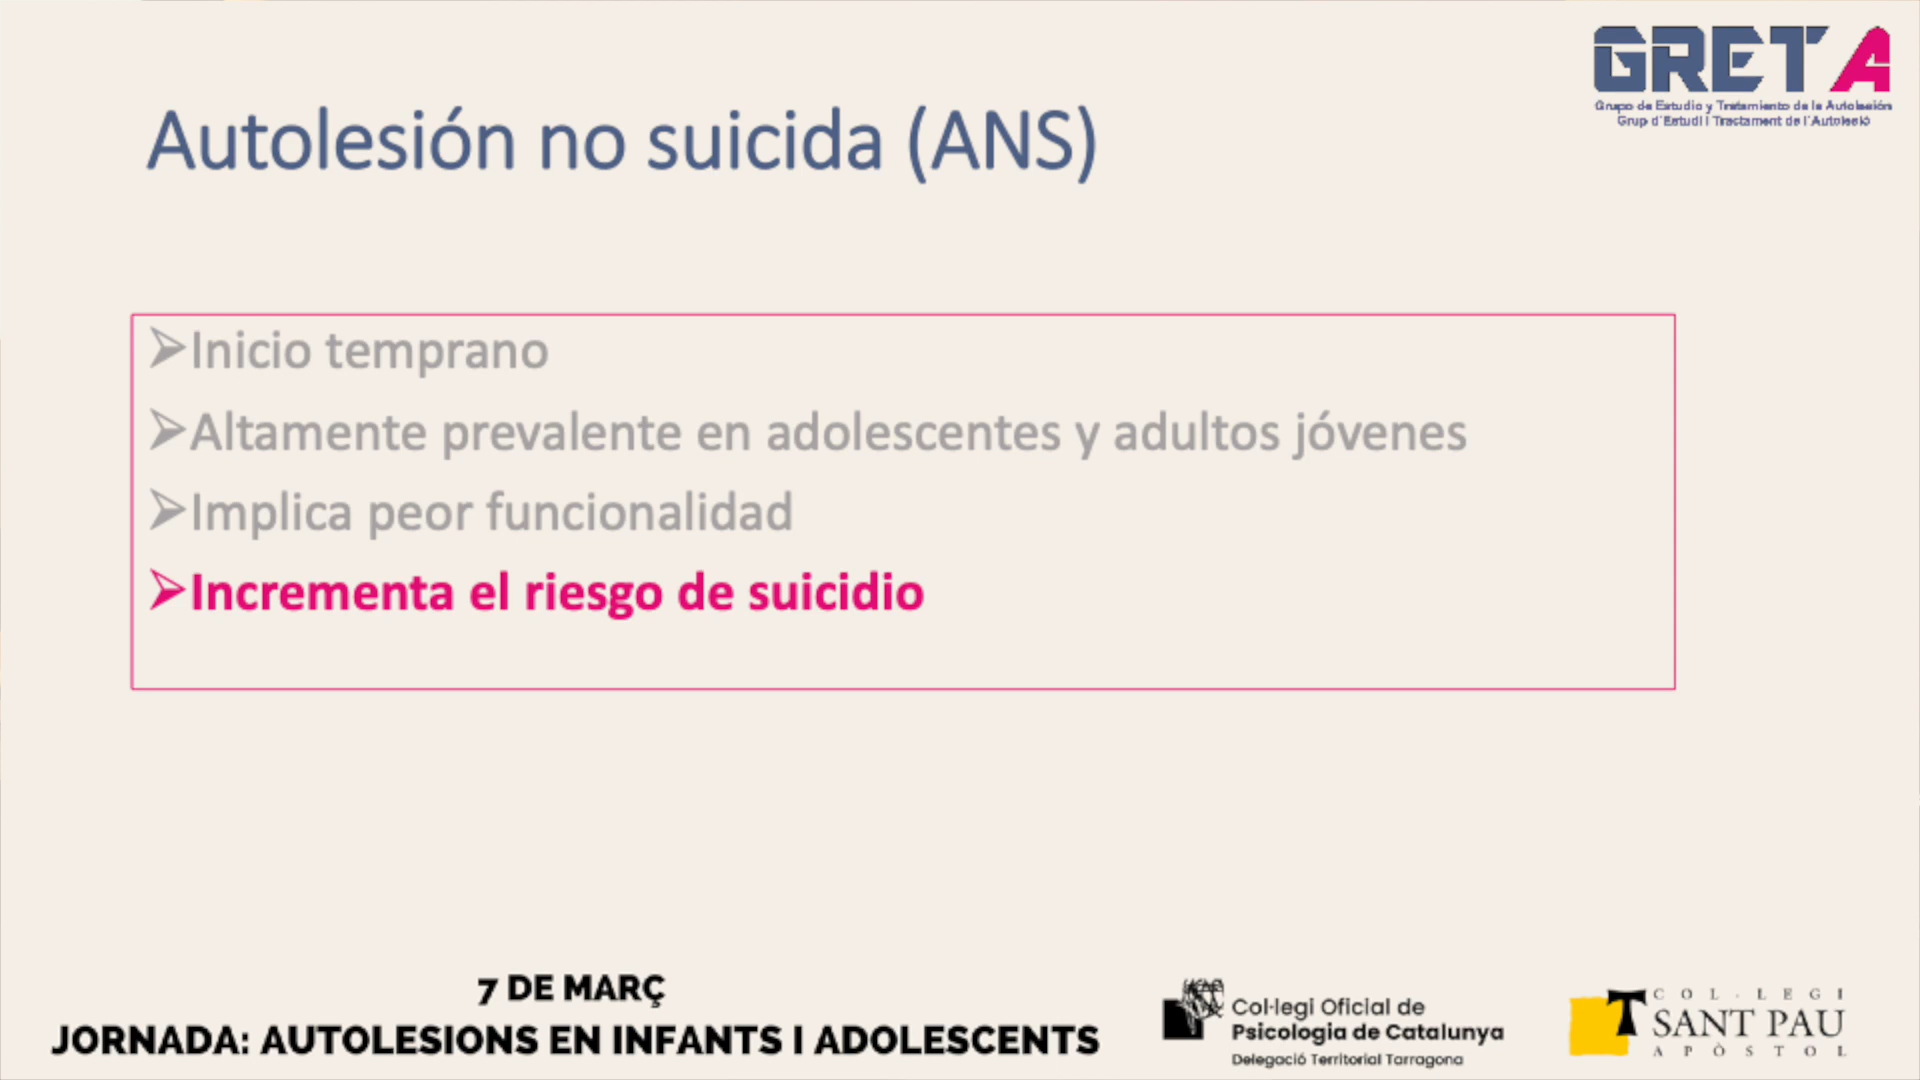 GRETA
Grupo de Estudio y Tratamiento de la Autolesión
Grup d'Estudi i Tractament de l'Autolesió
Autolesión no suicida (ANS)
➢Inicio temprano
➢Altamente prevalente en adolescentes y adultos jóvenes
➢Implica peor funcionalidad
➢Incrementa el riesgo de suicidio
7 DE MARÇ
JORNADA: AUTOLESIONS EN INFANTS I ADOLESCENTS
Col·legi Oficial de
Psicologia de Catalunya
Delegació Territorial Tarragona
COL·LEGI
SANT PAU
APÒSTOL